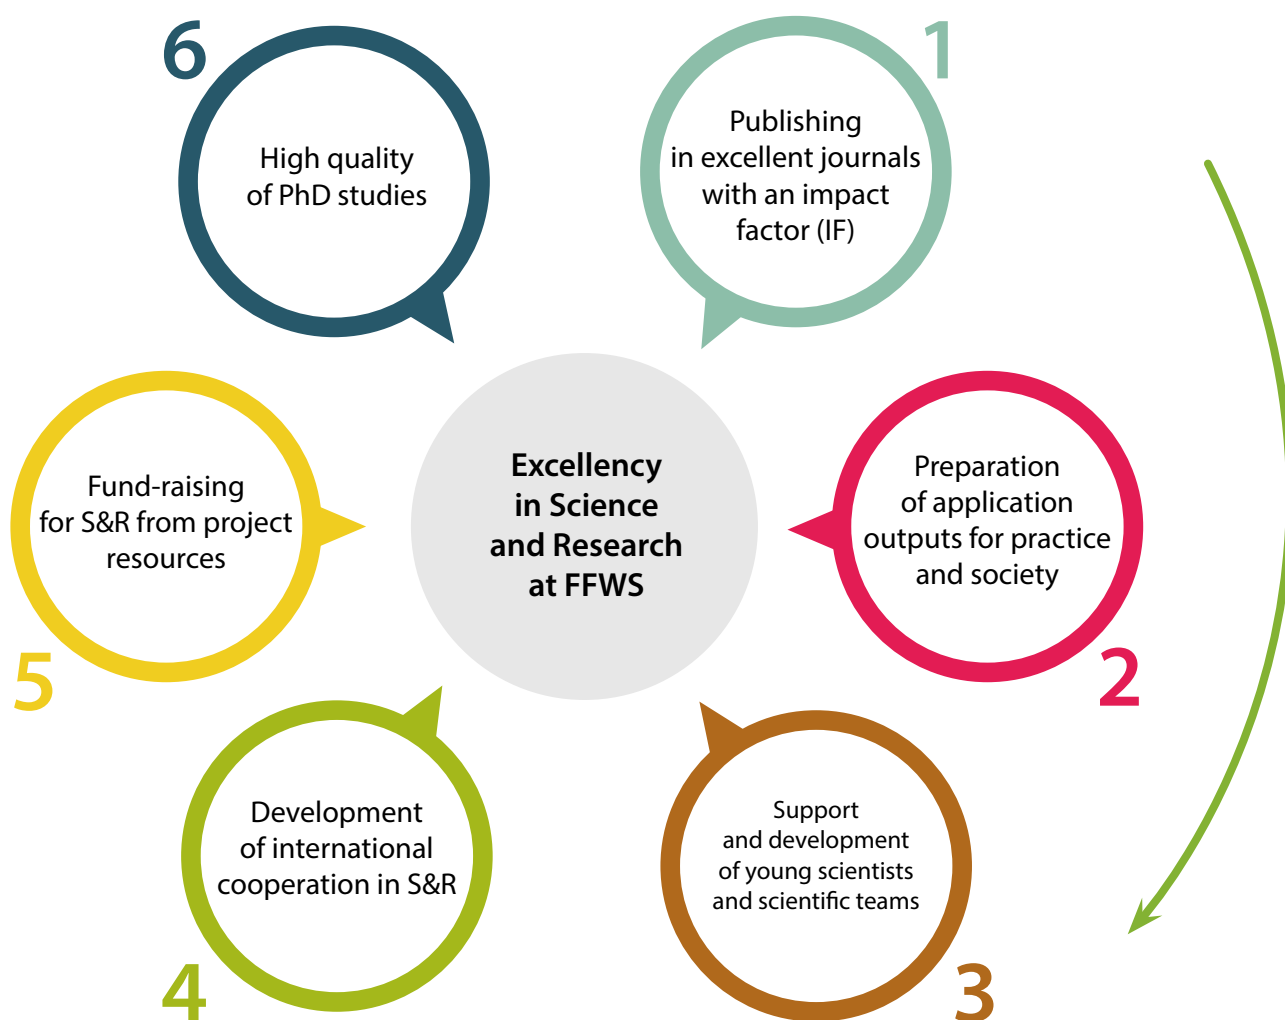 6
High quality
of PhD studies
1
Publishing
in excellent journals
with an impact
factor (IF)
Excellency
in Science
and Research
at FFWS
Preparation
of application
outputs for practice
and society
2
Support
and development
of young scientists
and scientific teams
3
Development
of international
cooperation in S&R
4
Fund-raising
for S&R from project
resources
5